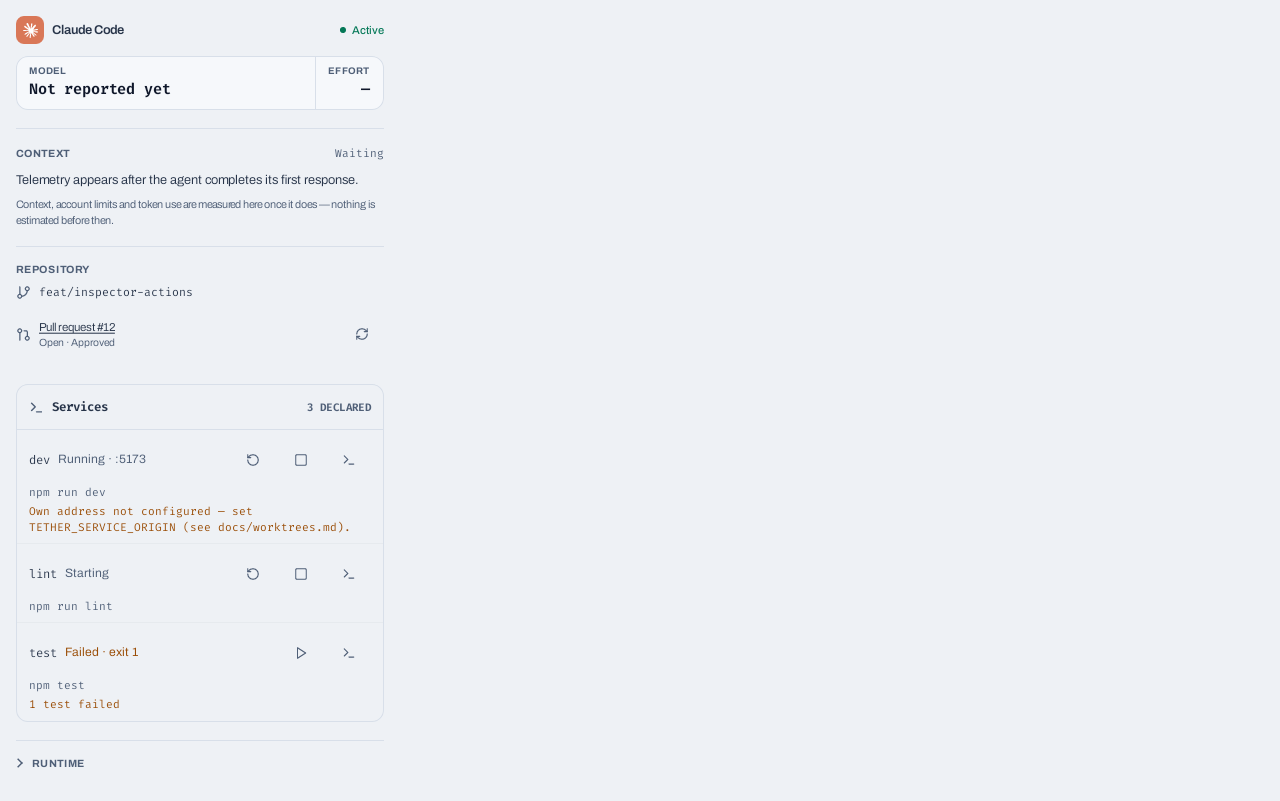 Claude Code
Active
MODEL
Not reported yet
EFFORT
—
CONTEXT
Waiting
Telemetry appears after the agent completes its first response.
Context, account limits and token use are measured here once it does — nothing is
estimated before then.
REPOSITORY
feat/inspector-actions
Pull request #12
Open · Approved
Services
3 DECLARED
dev Running · :5173
npm run dev
Own address not configured — set
TETHER_SERVICE_ORIGIN (see docs/worktrees.md).
lint Starting
npm run lint
test Failed · exit 1
npm test
1 test failed
RUNTIME